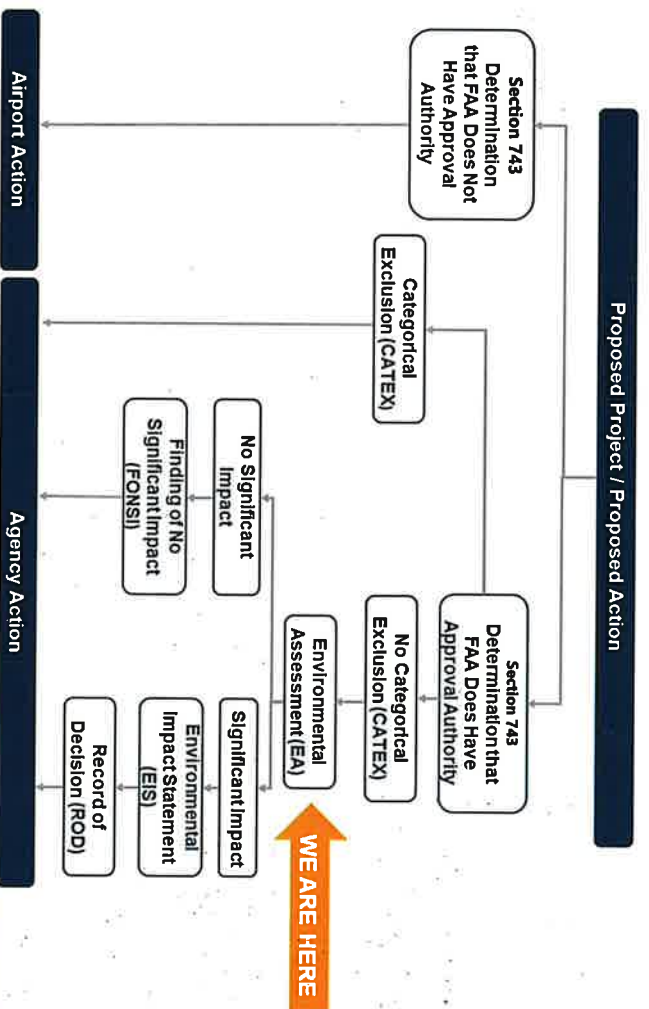 Proposed Project / Proposed Action
Section 743
Determination
that FAA Does Not
Have Approval
Authority
Section 743
Determination that
FAA Does Have
Approval Authority
Categorical
Exclusion (CATEX)
No Categorical
Exclusion (CATEX)
Environmental
Assessment (EA)
WE ARE HERE
No Significant
Impact
Significant Impact
Finding of No
Significant Impact
(FONSI)
Environmental
Impact Statement
(EIS)
Record of
Decision (ROD)
Airport Action
Agency Action